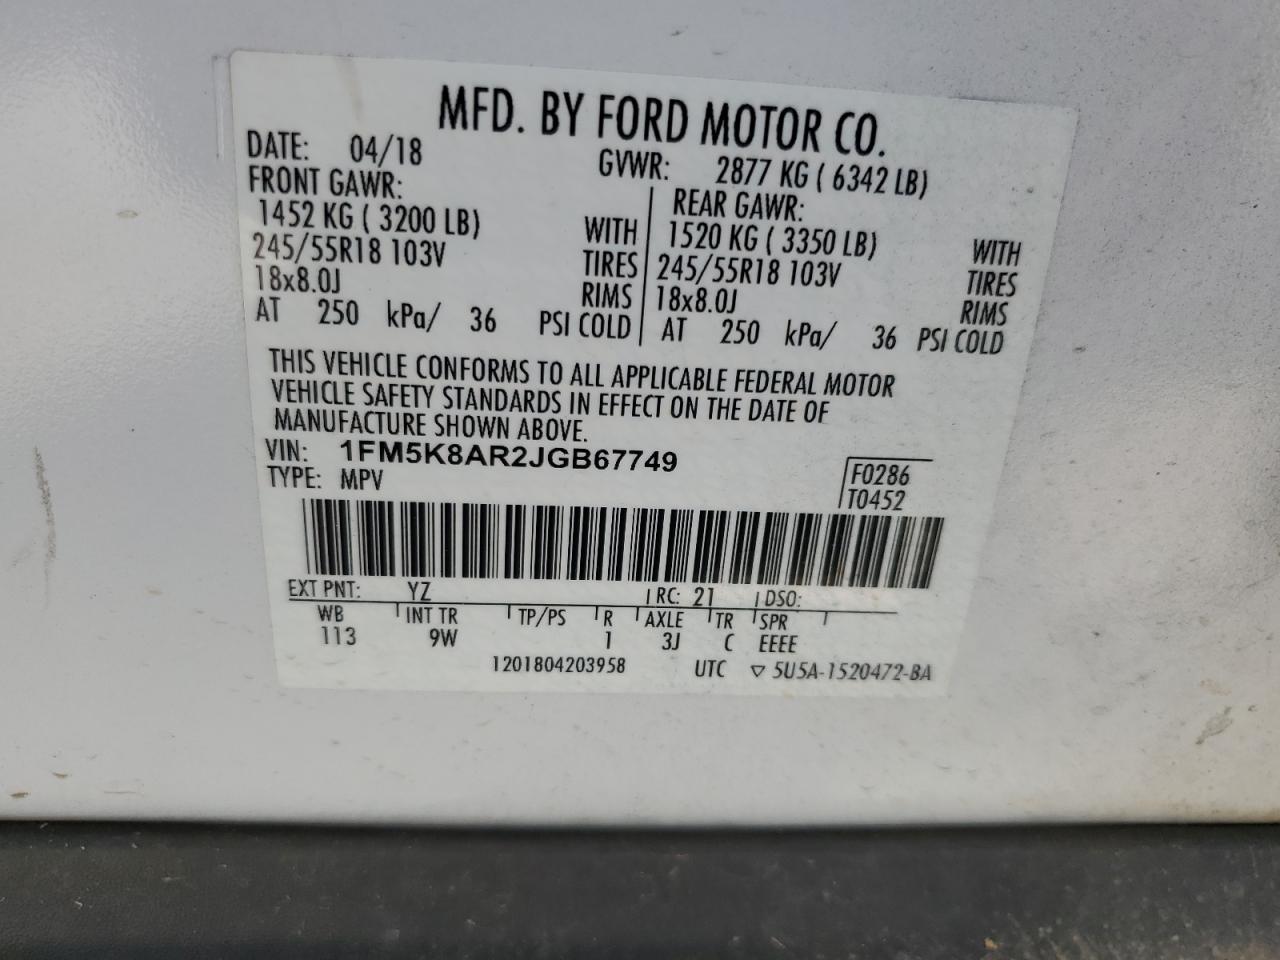 MFD. BY FORD MOTOR CO.
DATE: 04/18 GVWR: 2877 KG ( 6342 LB)
FRONT GAWR: REAR GAWR:
1452 KG ( 3200 LB) WITH 1520 KG ( 3350 LB) WITH
245/55R18 103V TIRES 245/55R18 103V TIRES
18x8.0J RIMS 18x8.0J RIMS
AT 250 kPa/ 36 PSI COLD AT 250 kPa/ 36 PSI COLD
THIS VEHICLE CONFORMS TO ALL APPLICABLE FEDERAL MOTOR
VEHICLE SAFETY STANDARDS IN EFFECT ON THE DATE OF
MANUFACTURE SHOWN ABOVE.
VIN: 1FM5K8AR2JGB67749
TYPE: MPV
F0286
T0452
EXT PNT: YZ RC: 21 DSO:
WB INT TR TP/PS R AXLE TR SPR
113 9W 1 3J C EEEE
1201804203958 UTC ▽ 5U5A-1520472-BA